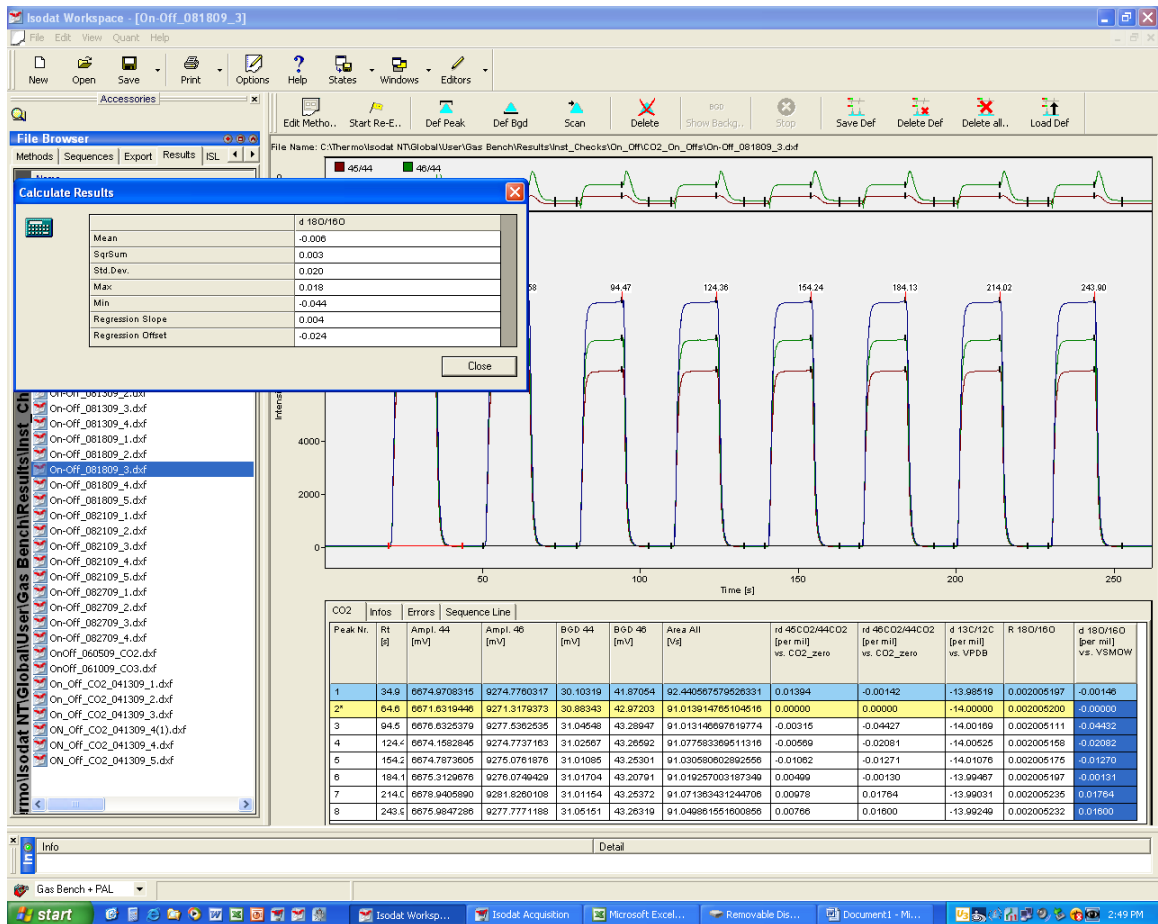 Isodat Workspace - [On-Off_081809_3]
File Edit View Quant Help
New Open Save Print Options Help States Windows Editors
Accessories
Edit Metho.. Start Re-E.. Def Peak Def Bgd Scan Delete Show Backg.. Stop Save Def Delete Def Delete all.. Load Def
BGD
File Browser
File Name: C:\Thermo\Isodat NT\Global\User\Gas Bench\Results\Inst_Checks\On_Off\CO2_On_Offs\On-Off_081809_3.dxf
Methods Sequences Export Results ISL
45/44 46/44
Calculate Results
d 18O/16O
Mean -0.006
SqrSum 0.003
Std.Dev. 0.020
Max 0.018
Min -0.044
Regression Slope 0.004
Regression Offset -0.024
Close
58 94.47 124.36 154.24 184.13 214.02 243.90
4000
2000
0
50 100 150 200 250
Time [s]
On-Off_081309_2.dxf
On-Off_081309_3.dxf
On-Off_081309_4.dxf
On-Off_081809_1.dxf
On-Off_081809_2.dxf
On-Off_081809_3.dxf
On-Off_081809_4.dxf
On-Off_081809_5.dxf
On-Off_082109_1.dxf
On-Off_082109_2.dxf
On-Off_082109_3.dxf
On-Off_082109_4.dxf
On-Off_082109_5.dxf
On-Off_082709_1.dxf
On-Off_082709_2.dxf
On-Off_082709_3.dxf
On-Off_082709_4.dxf
OnOff_060509_CO2.dxf
OnOff_061009_CO3.dxf
On_Off_CO2_041309_1.dxf
On_Off_CO2_041309_2.dxf
On_Off_CO2_041309_3.dxf
ON_Off_CO2_041309_4(1).dxf
ON_Off_CO2_041309_4.dxf
ON_Off_CO2_041309_5.dxf
rmo\Isodat NT\Global\User\Gas Bench\Results\Inst_Ch
CO2 Infos Errors Sequence Line
Peak Nr. Rt Ampl. 44 Ampl. 46 BGD 44 BGD 46 Area All rd 45CO2/44CO2 rd 46CO2/44CO2 d 13C/12C R 18O/16O d 18O/16O
[s] [mV] [mV] [mV] [mV] [Vs] [per mil] [per mil] [per mil] [per mil]
vs. CO2_zero vs. CO2_zero vs. VPDB vs. VSMOW
1 34.9 6674.9708315 9274.7760317 30.10319 41.87054 92.440567579526331 0.01394 -0.00142 -13.98519 0.002005197 -0.00146
2* 64.6 6671.6319446 9271.3179373 30.88343 42.97203 91.013914765104516 0.00000 0.00000 -14.00000 0.002005200 -0.00000
3 94.5 6676.6325379 9277.5362535 31.04548 43.28947 91.013146697619774 -0.00315 -0.04427 -14.00169 0.002005111 -0.04432
4 124.4 6674.1582845 9274.7737163 31.02567 43.26592 91.077583369511316 -0.00569 -0.02081 -14.00525 0.002005158 -0.02082
5 154.2 6674.7873605 9275.0761876 31.01085 43.25301 91.030580602892556 -0.01062 -0.01271 -14.01076 0.002005175 -0.01270
6 184.1 6675.3129676 9276.0749429 31.01704 43.20791 91.019257003187349 0.00499 -0.00130 -13.99467 0.002005197 -0.00131
7 214.0 6678.9405890 9281.8260108 31.01154 43.25372 91.071363431244706 0.00978 0.01764 -13.99031 0.002005235 0.01764
8 243.9 6675.9847286 9277.7771188 31.05151 43.26319 91.049861551600856 0.00766 0.01600 -13.99249 0.002005232 0.01600
Info Detail
Gas Bench + PAL
start Isodat Worksp... Isodat Acquisition Microsoft Exce... Removable Dis... Document1 - Mi... 2:49 PM